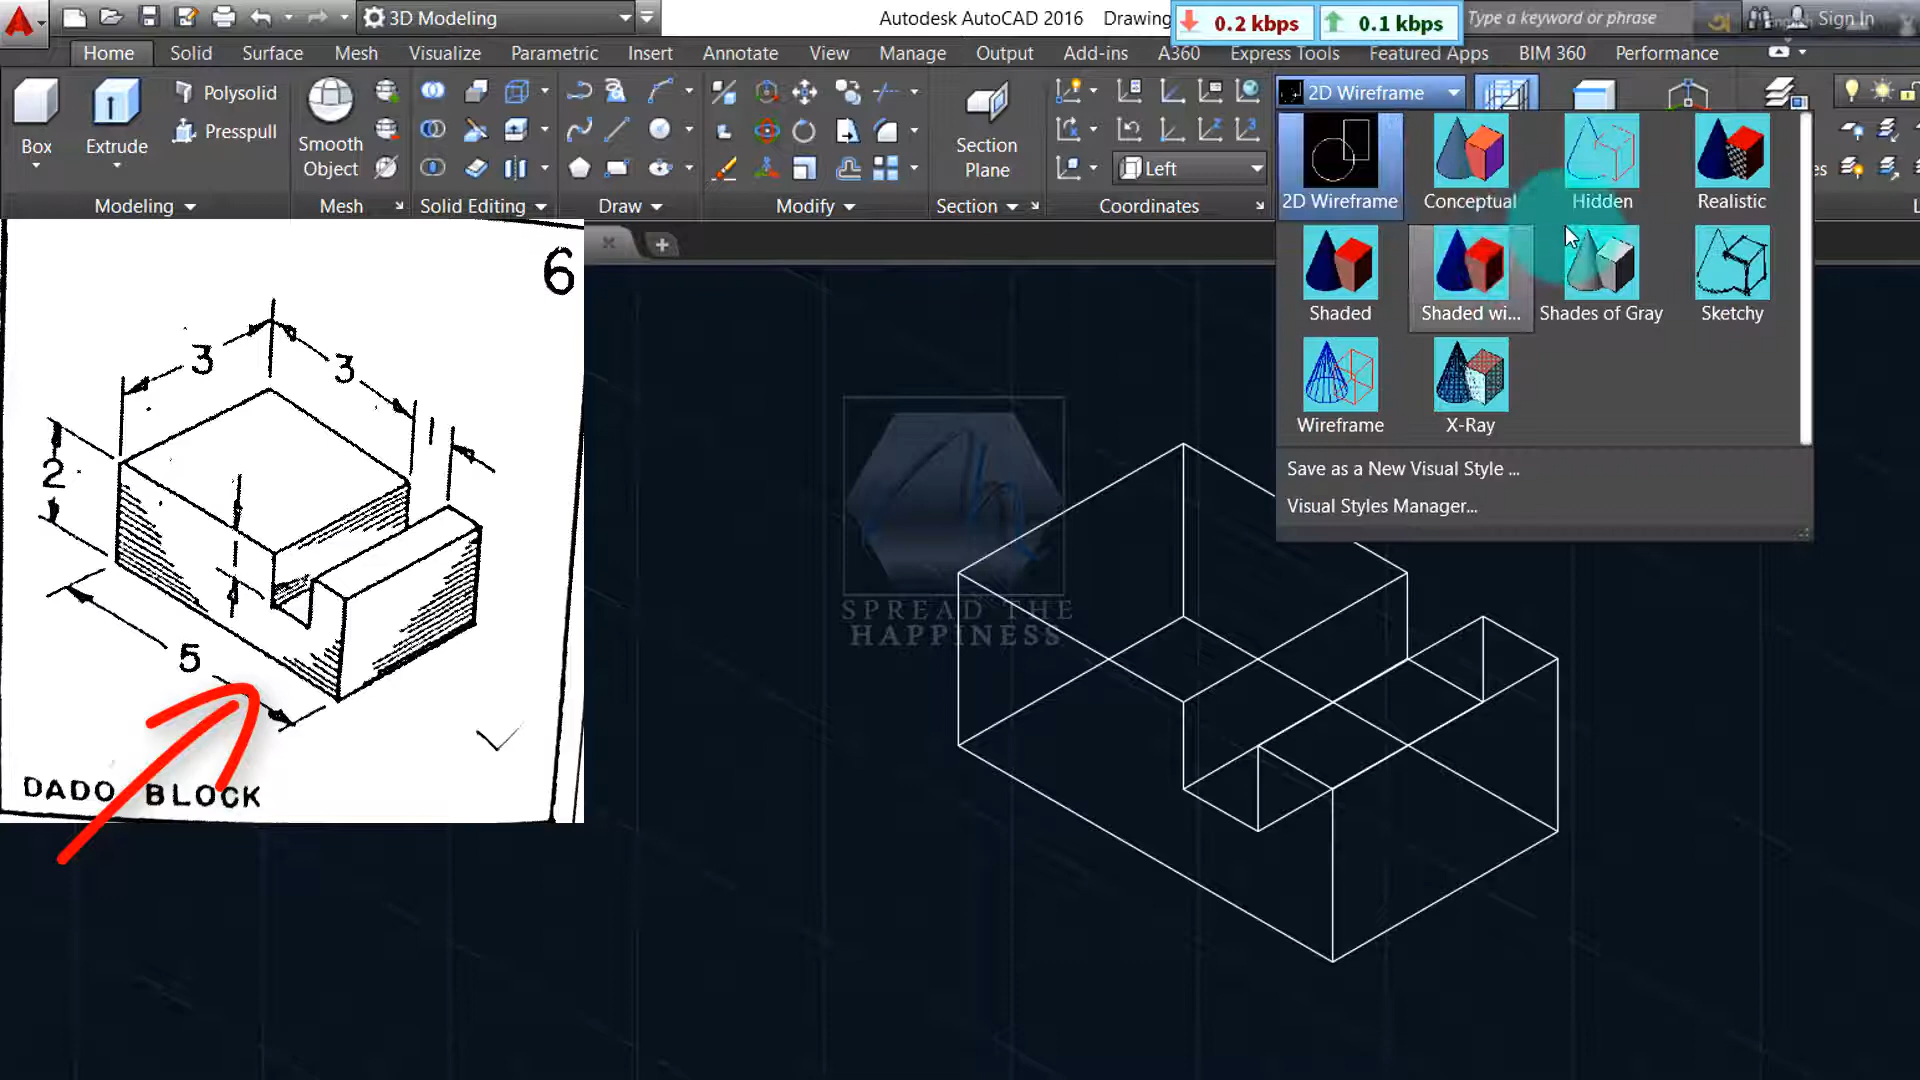 3D Modeling
Autodesk AutoCAD 2016 Drawing
0.2 kbps
0.1 kbps
Type a keyword or phrase
Sign In
Home Solid Surface Mesh Visualize Parametric Insert Annotate View Manage Output Add-ins A360 Express Tools Featured Apps BIM 360 Performance
Box
Extrude
Polysolid
Presspull
Smooth
Object
Section
Plane
Left
2D Wireframe
Modeling
Mesh
Solid Editing
Draw
Modify
Section
Coordinates
2D Wireframe
Conceptual
Hidden
Realistic
Shaded
Shaded wi...
Shades of Gray
Sketchy
Wireframe
X-Ray
Save as a New Visual Style ...
Visual Styles Manager...
6
3
3
1
2
5
DADO BLOCK
SPREAD THE
HAPPINESS